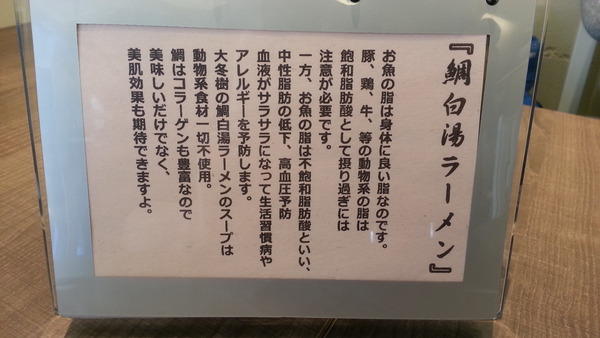 『鯛白湯ラーメン』
お魚の脂は身体に良い脂なのです。
豚、鶏、牛、等の動物系の脂は
飽和脂肪酸として摂り過ぎには
注意が必要です。
一方、お魚の脂は不飽和脂肪酸といい、
中性脂肪の低下、高血圧予防
血液がサラサラになって生活習慣病や
アレルギーを予防します。
大冬樹の鯛白湯ラーメンのスープは
動物系食材一切不使用。
鯛はコラーゲンも豊富なので
美味しいだけでなく、
美肌効果も期待できますよ。